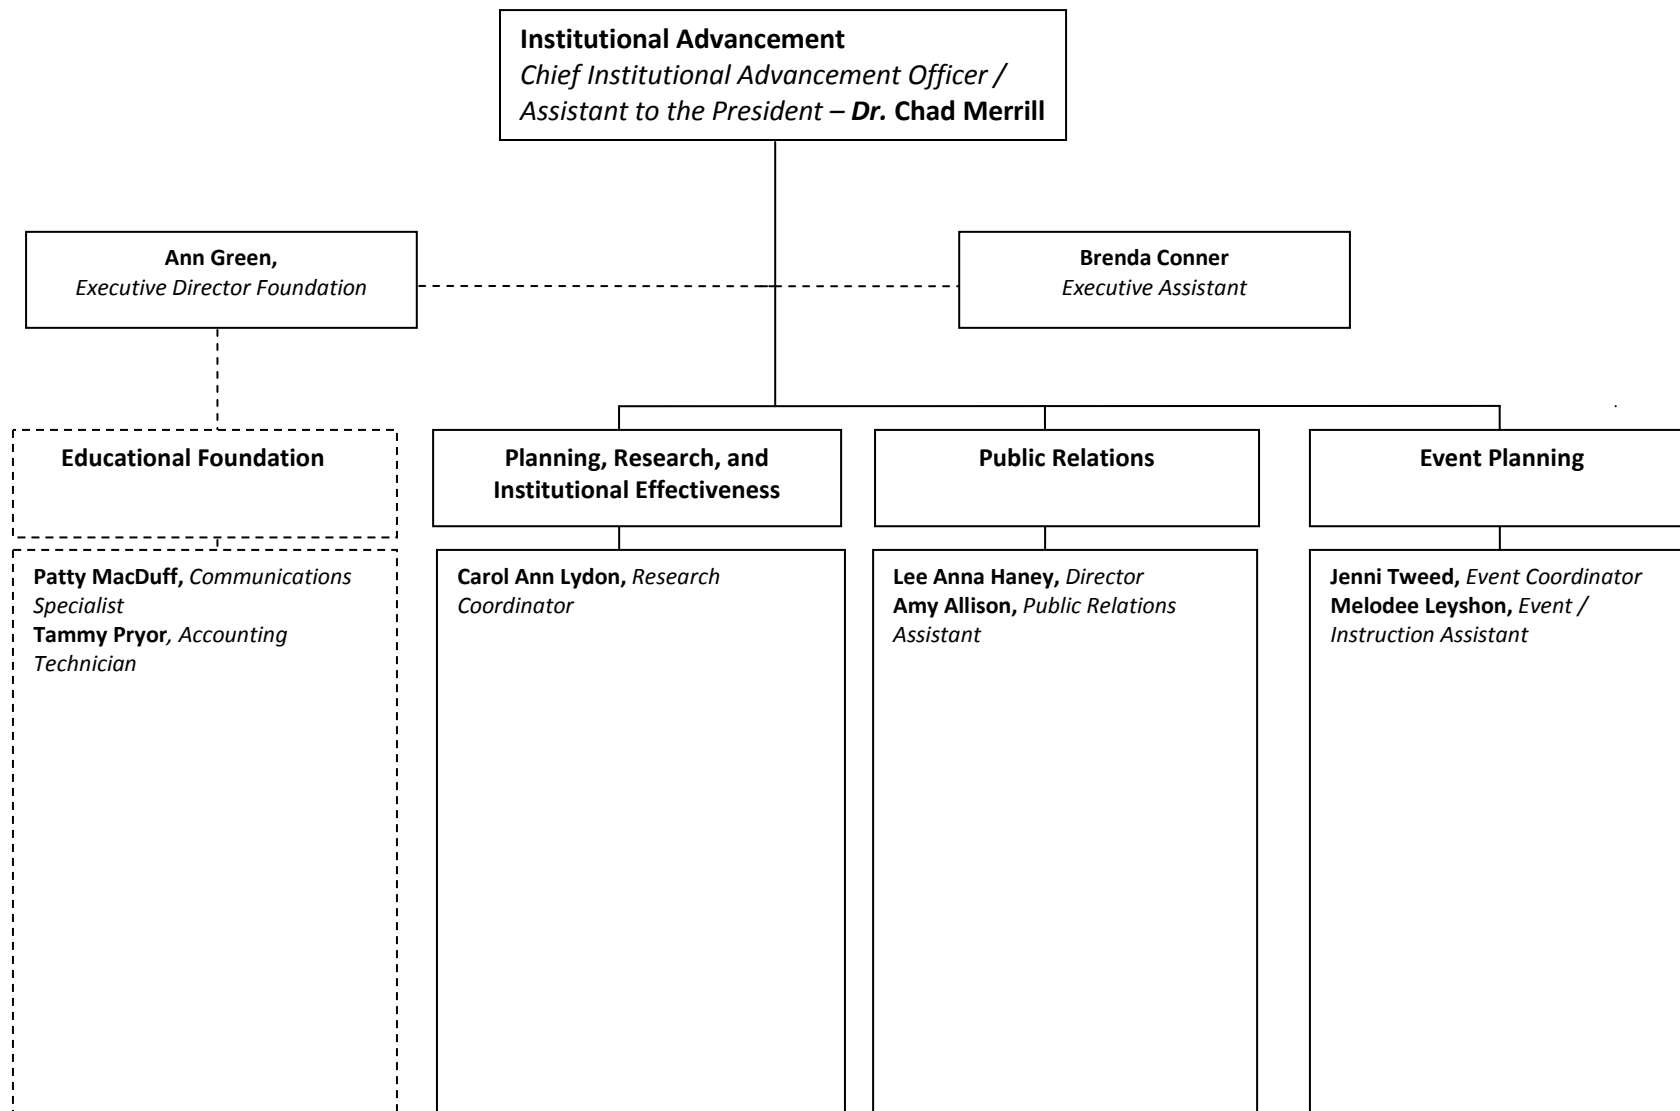 Institutional Advancement
Chief Institutional Advancement Officer /
Assistant to the President – Dr. Chad Merrill
Ann Green,
Executive Director Foundation
Brenda Conner
Executive Assistant
Educational Foundation
Planning, Research, and
Institutional Effectiveness
Public Relations
Event Planning
Patty MacDuff, Communications
Specialist
Tammy Pryor, Accounting
Technician
Carol Ann Lydon, Research
Coordinator
Lee Anna Haney, Director
Amy Allison, Public Relations
Assistant
Jenni Tweed, Event Coordinator
Melodee Leyshon, Event /
Instruction Assistant